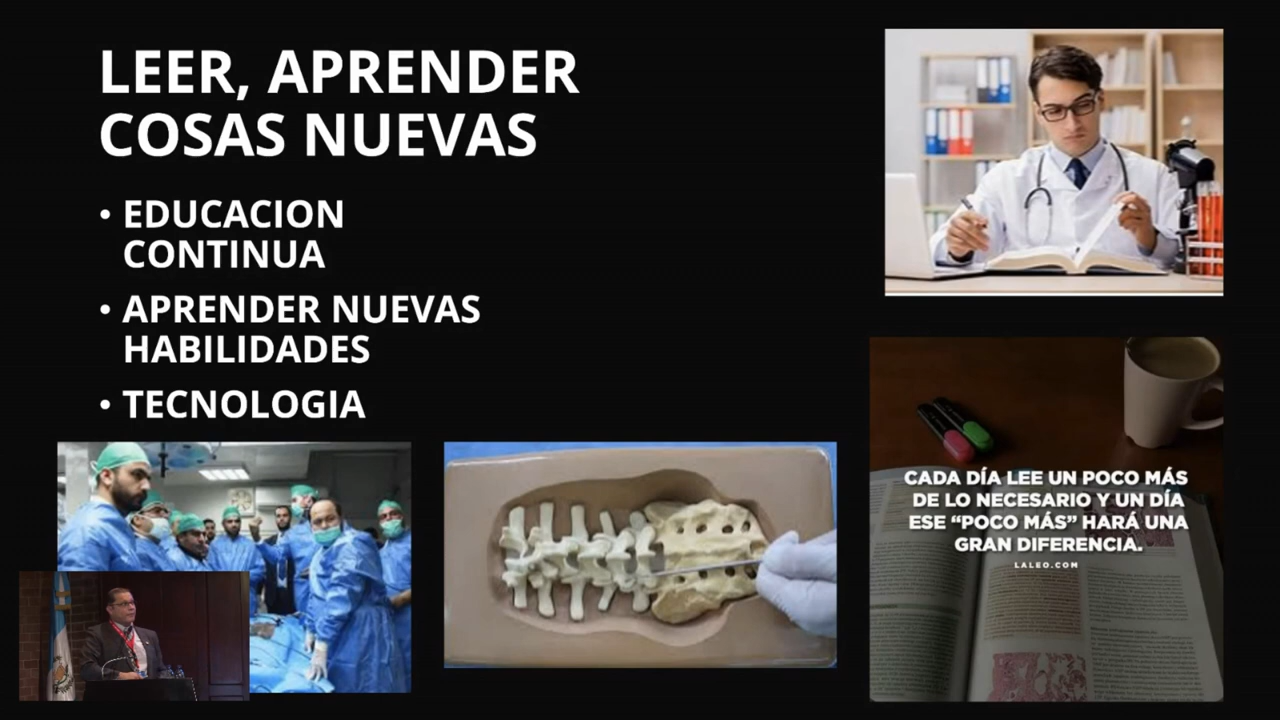 LEER, APRENDER
COSAS NUEVAS
• EDUCACION
CONTINUA
• APRENDER NUEVAS
HABILIDADES
• TECNOLOGIA
CADA DÍA LEE UN POCO MÁS
DE LO NECESARIO Y UN DÍA
ESE “POCO MÁS” HARÁ UNA
GRAN DIFERENCIA.
LALEO.COM